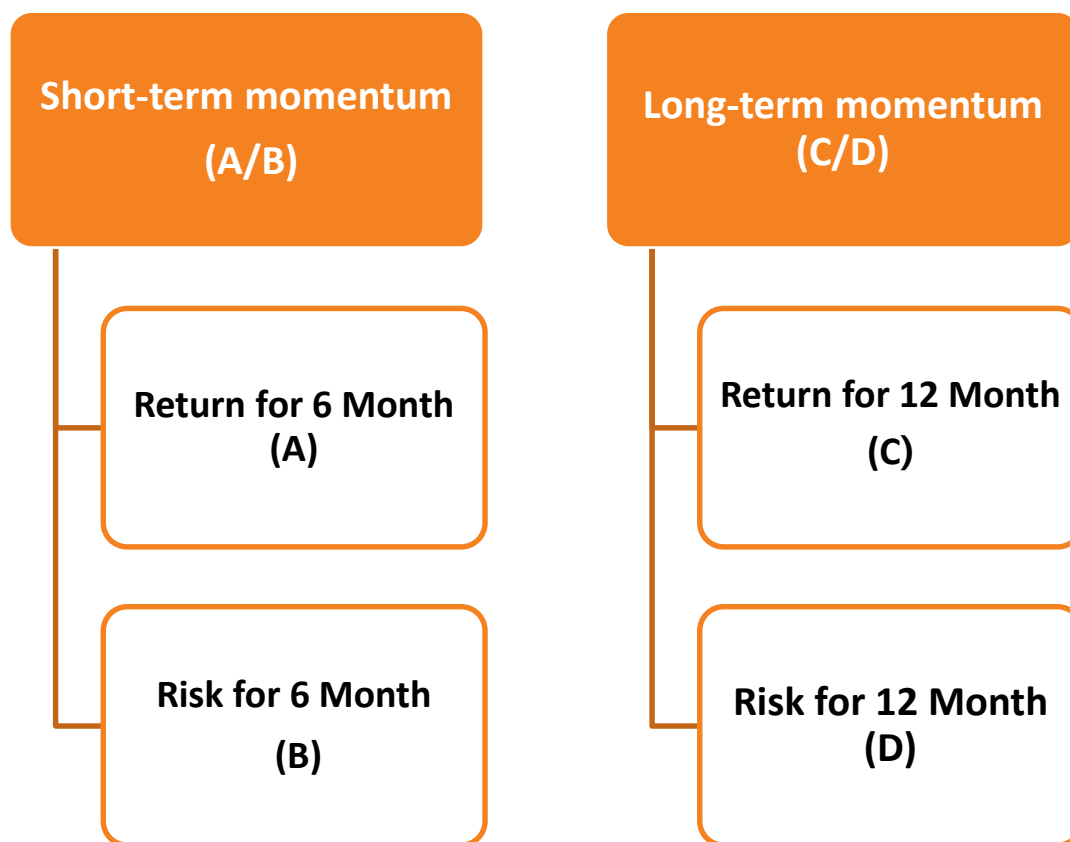 Short-term momentum
(A/B)
Return for 6 Month
(A)
Risk for 6 Month
(B)
Long-term momentum
(C/D)
Return for 12 Month
(C)
Risk for 12 Month
(D)